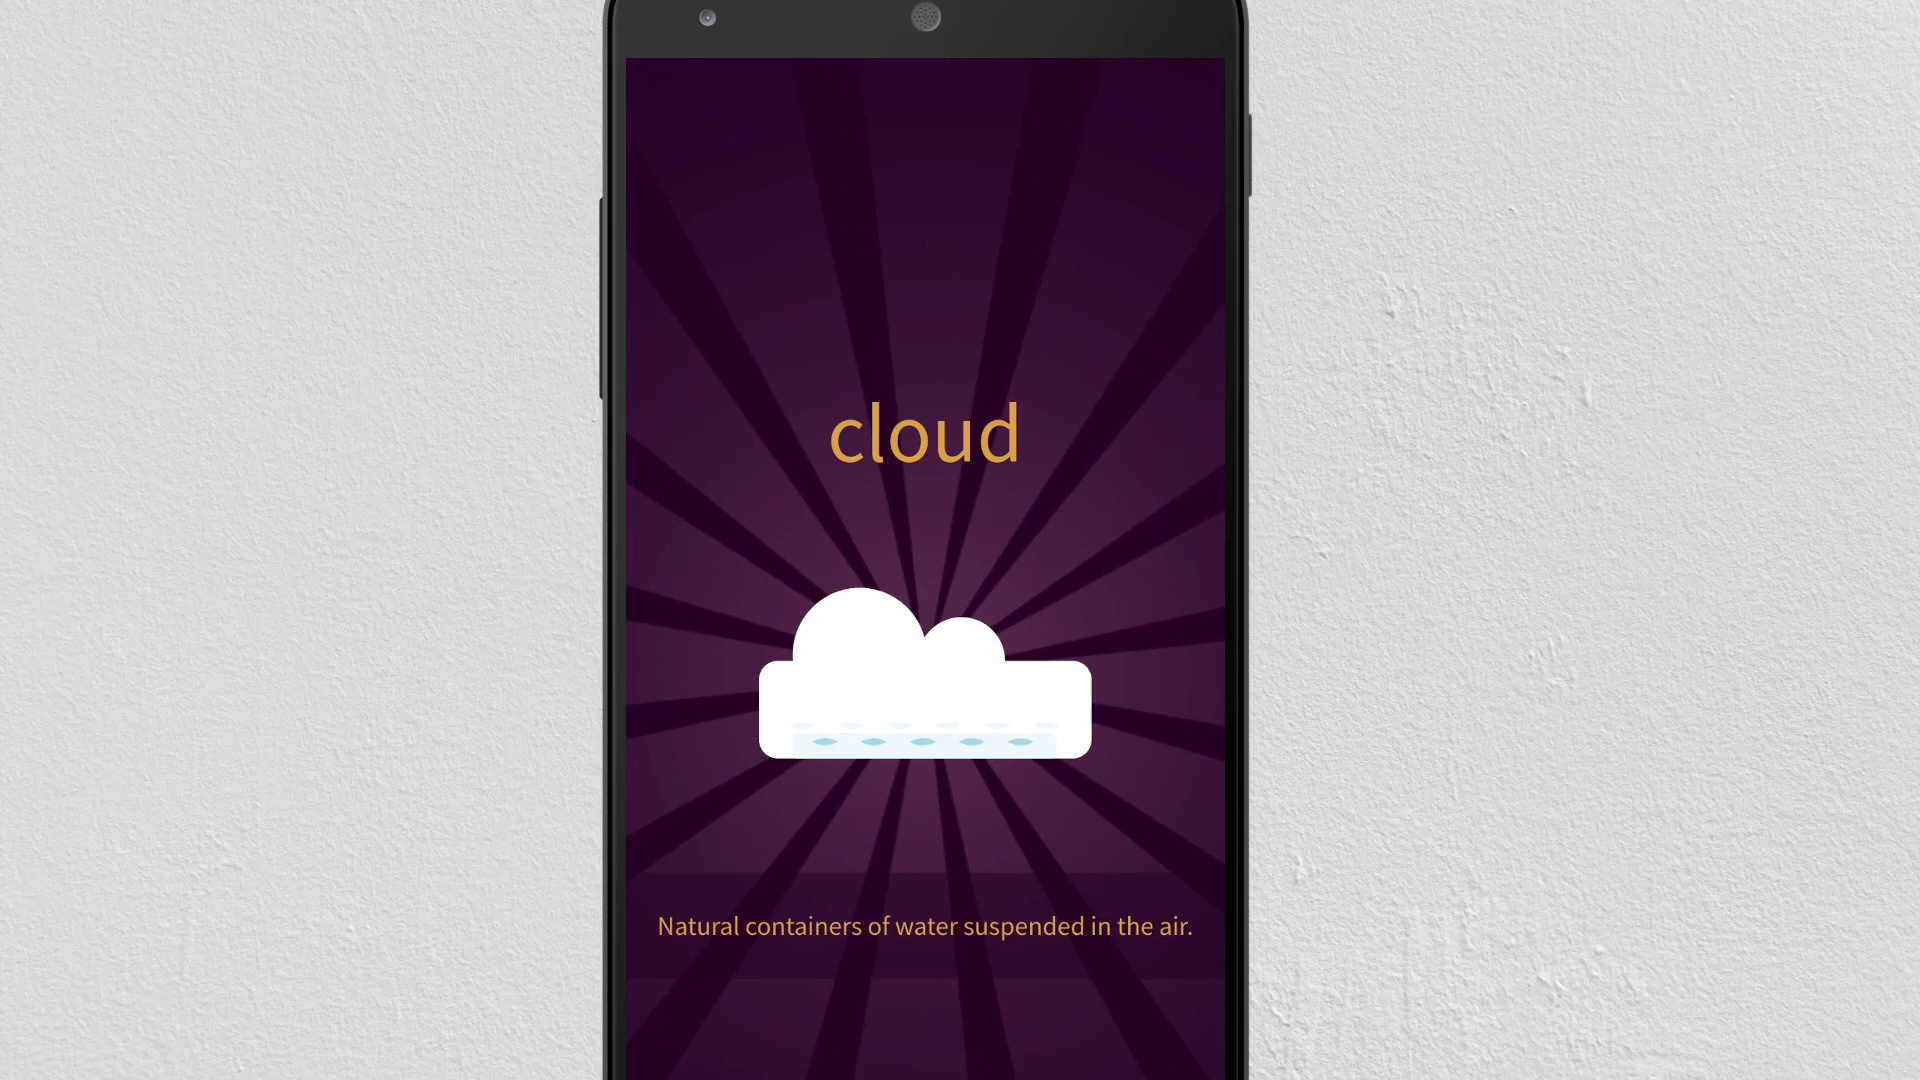 cloud
Natural containers of water suspended in the air.